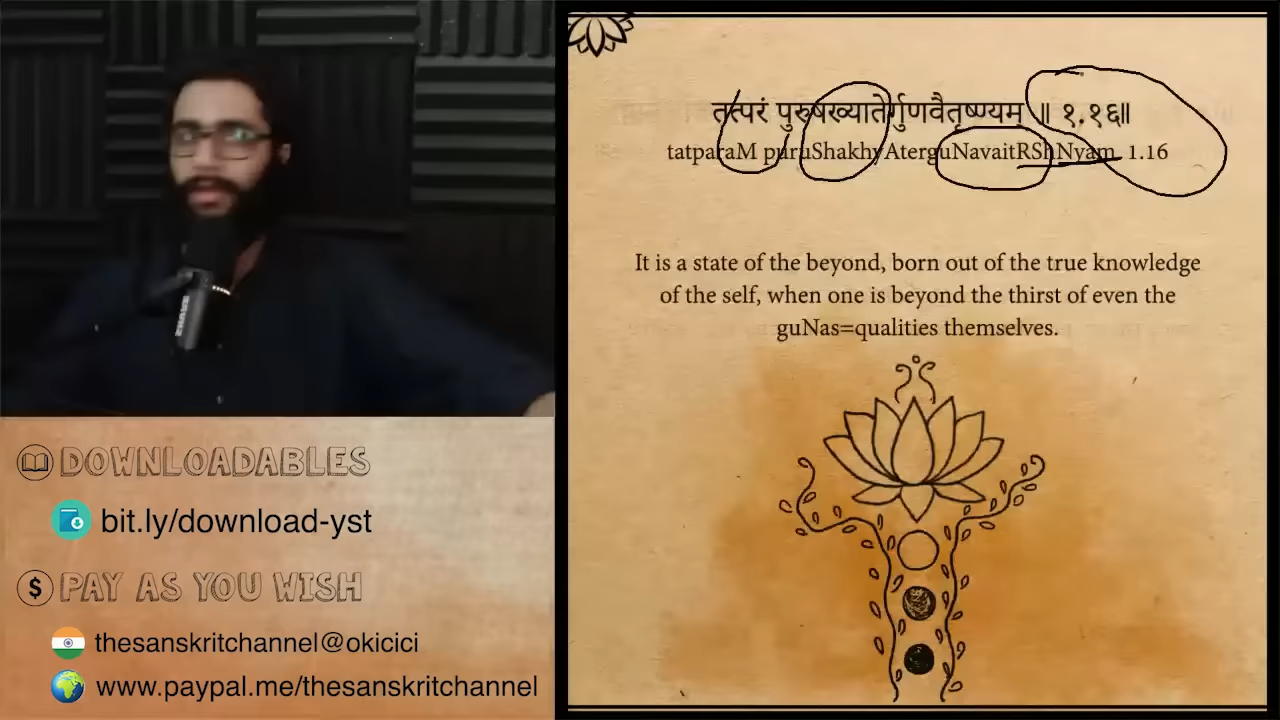 तत्परं पुरुषख्यातेर्गुणवैतृष्ण्यम् ॥ १.१६॥
tatparaM puruShakhyAterguNavaitRShNyam 1.16
It is a state of the beyond, born out of the true knowledge
of the self, when one is beyond the thirst of even the
guNas=qualities themselves.
DOWNLOADABLES
bit.ly/download-yst
$ PAY AS YOU WISH
thesanskritchannel@okicici
www.paypal.me/thesanskritchannel